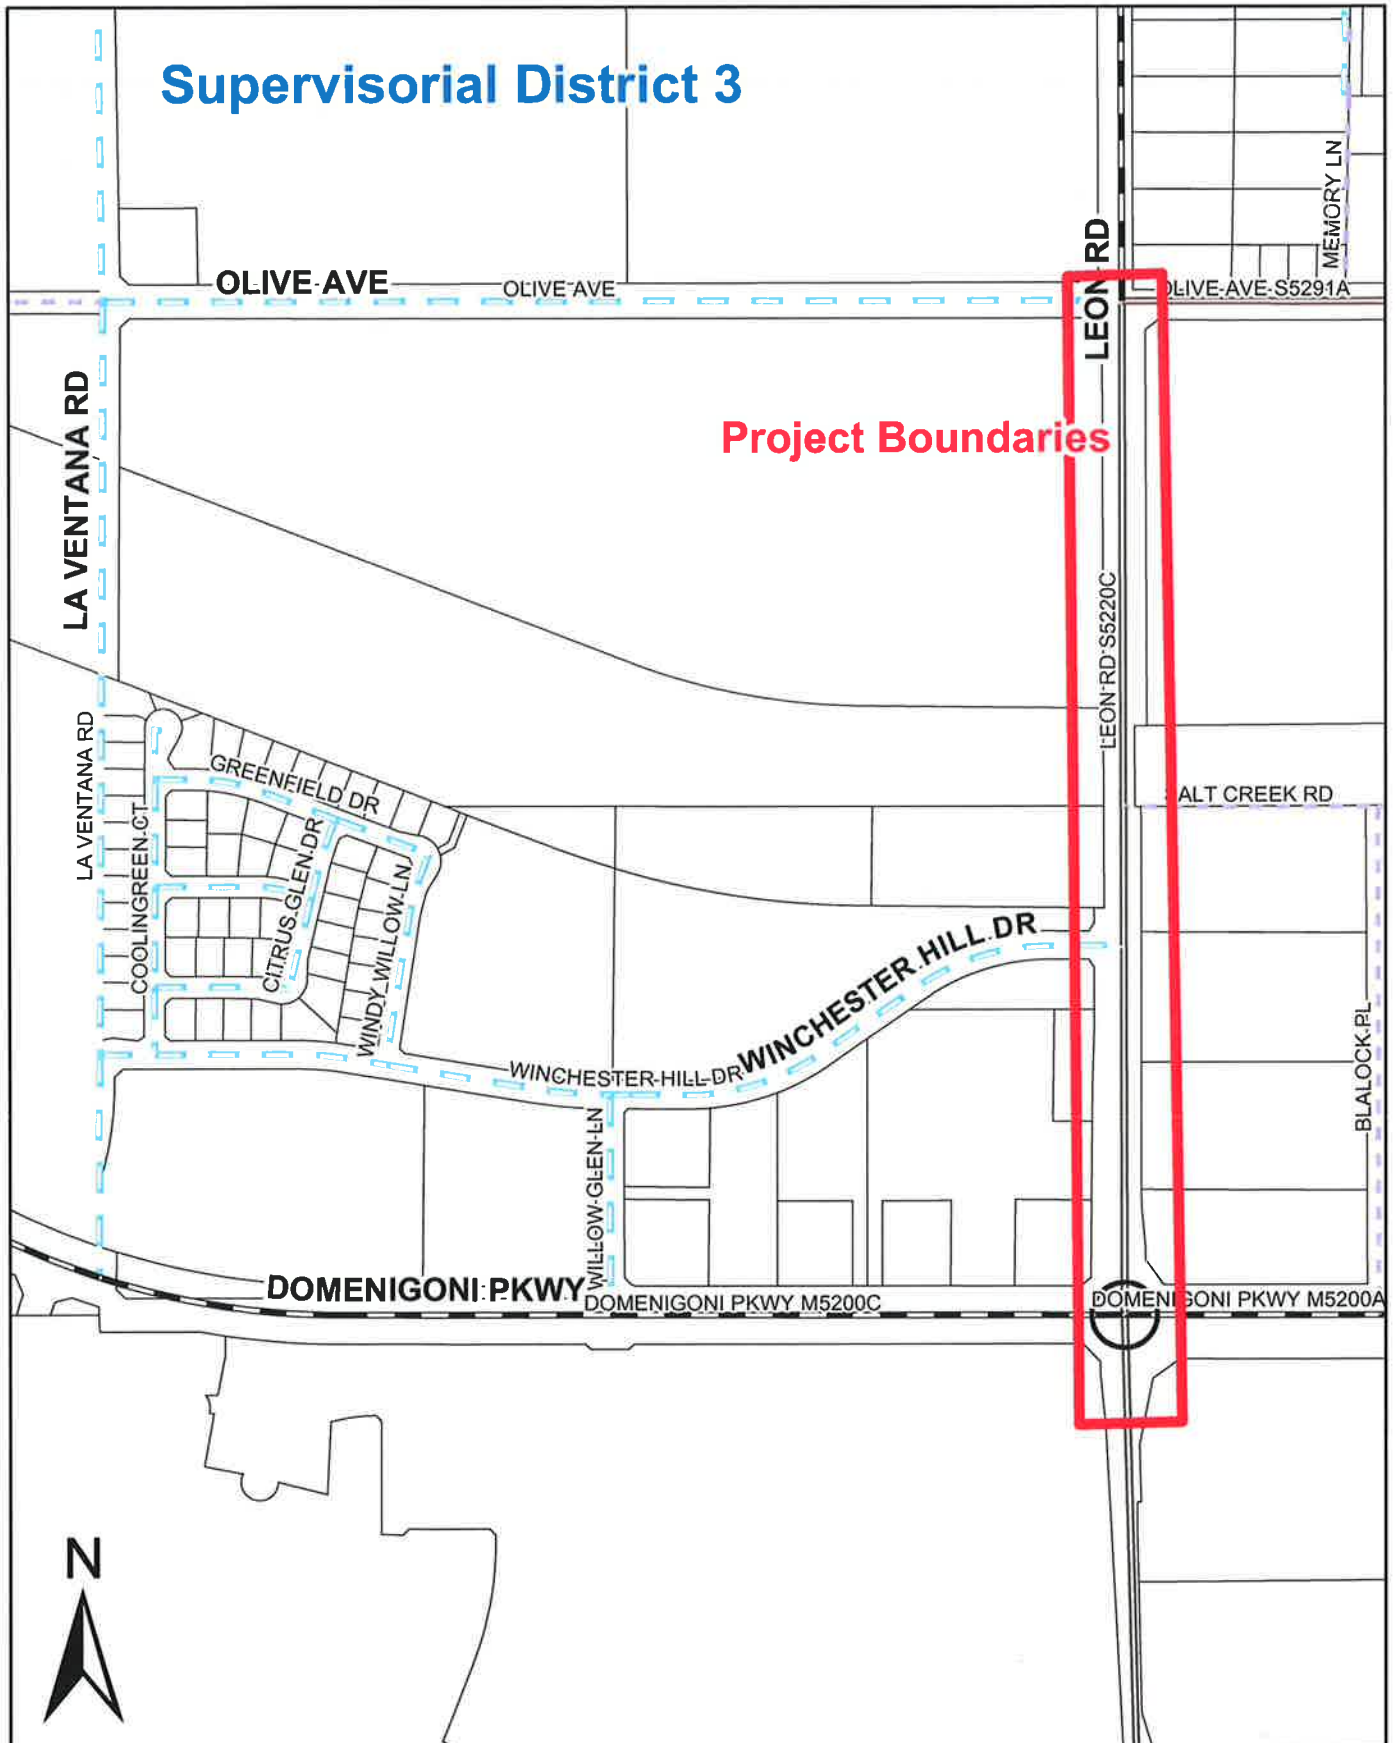 Supervisorial District 3
MEMORY LN
LEON RD
OLIVE AVE
OLIVE AVE
OLIVE AVE S5291A
LA VENTANA RD
Project Boundaries
LEON RD S5220C
LA VENTANA RD
GREENFIELD DR
ALT CREEK RD
COOLINGREEN CT
CITRUS GLEN DR
WINDY WILLOW LN
WINCHESTER HILL DR
WINCHESTER HILL DR
BLALOCK PL
WILLOW GLEN LN
DOMENIGONI PKWY
DOMENIGONI PKWY M5200C
DOMENIGONI PKWY M5200A
N